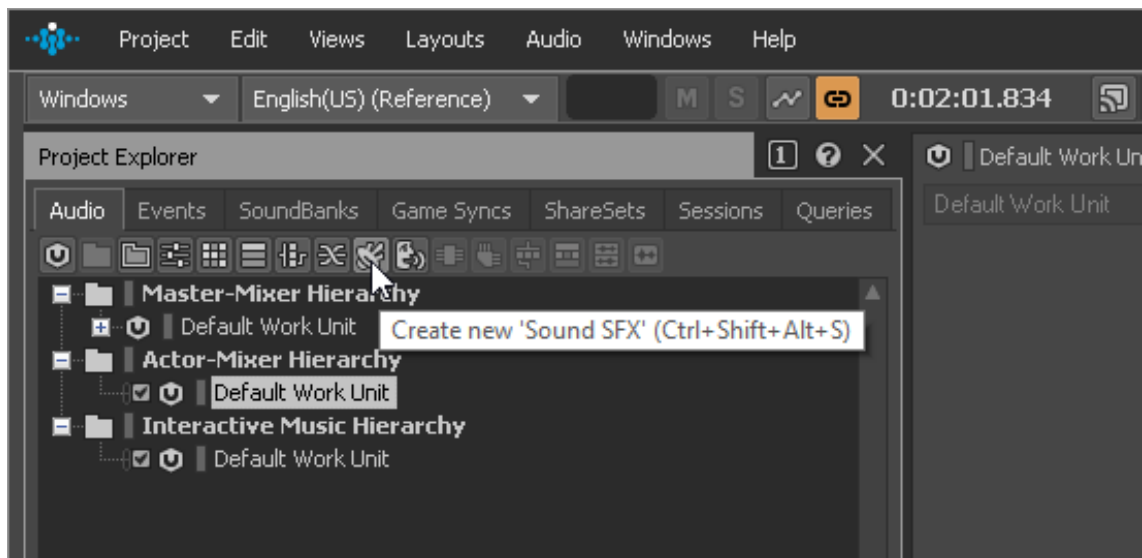 Project Edit Views Layouts Audio Windows Help
Windows English(US) (Reference) M S 0:02:01.834
Project Explorer 1
Audio Events SoundBanks Game Syncs ShareSets Sessions Queries
Master-Mixer Hierarchy
Default Work Unit
Create new 'Sound SFX' (Ctrl+Shift+Alt+S)
Actor-Mixer Hierarchy
Default Work Unit
Interactive Music Hierarchy
Default Work Unit
Default Work Un
Default Work Unit